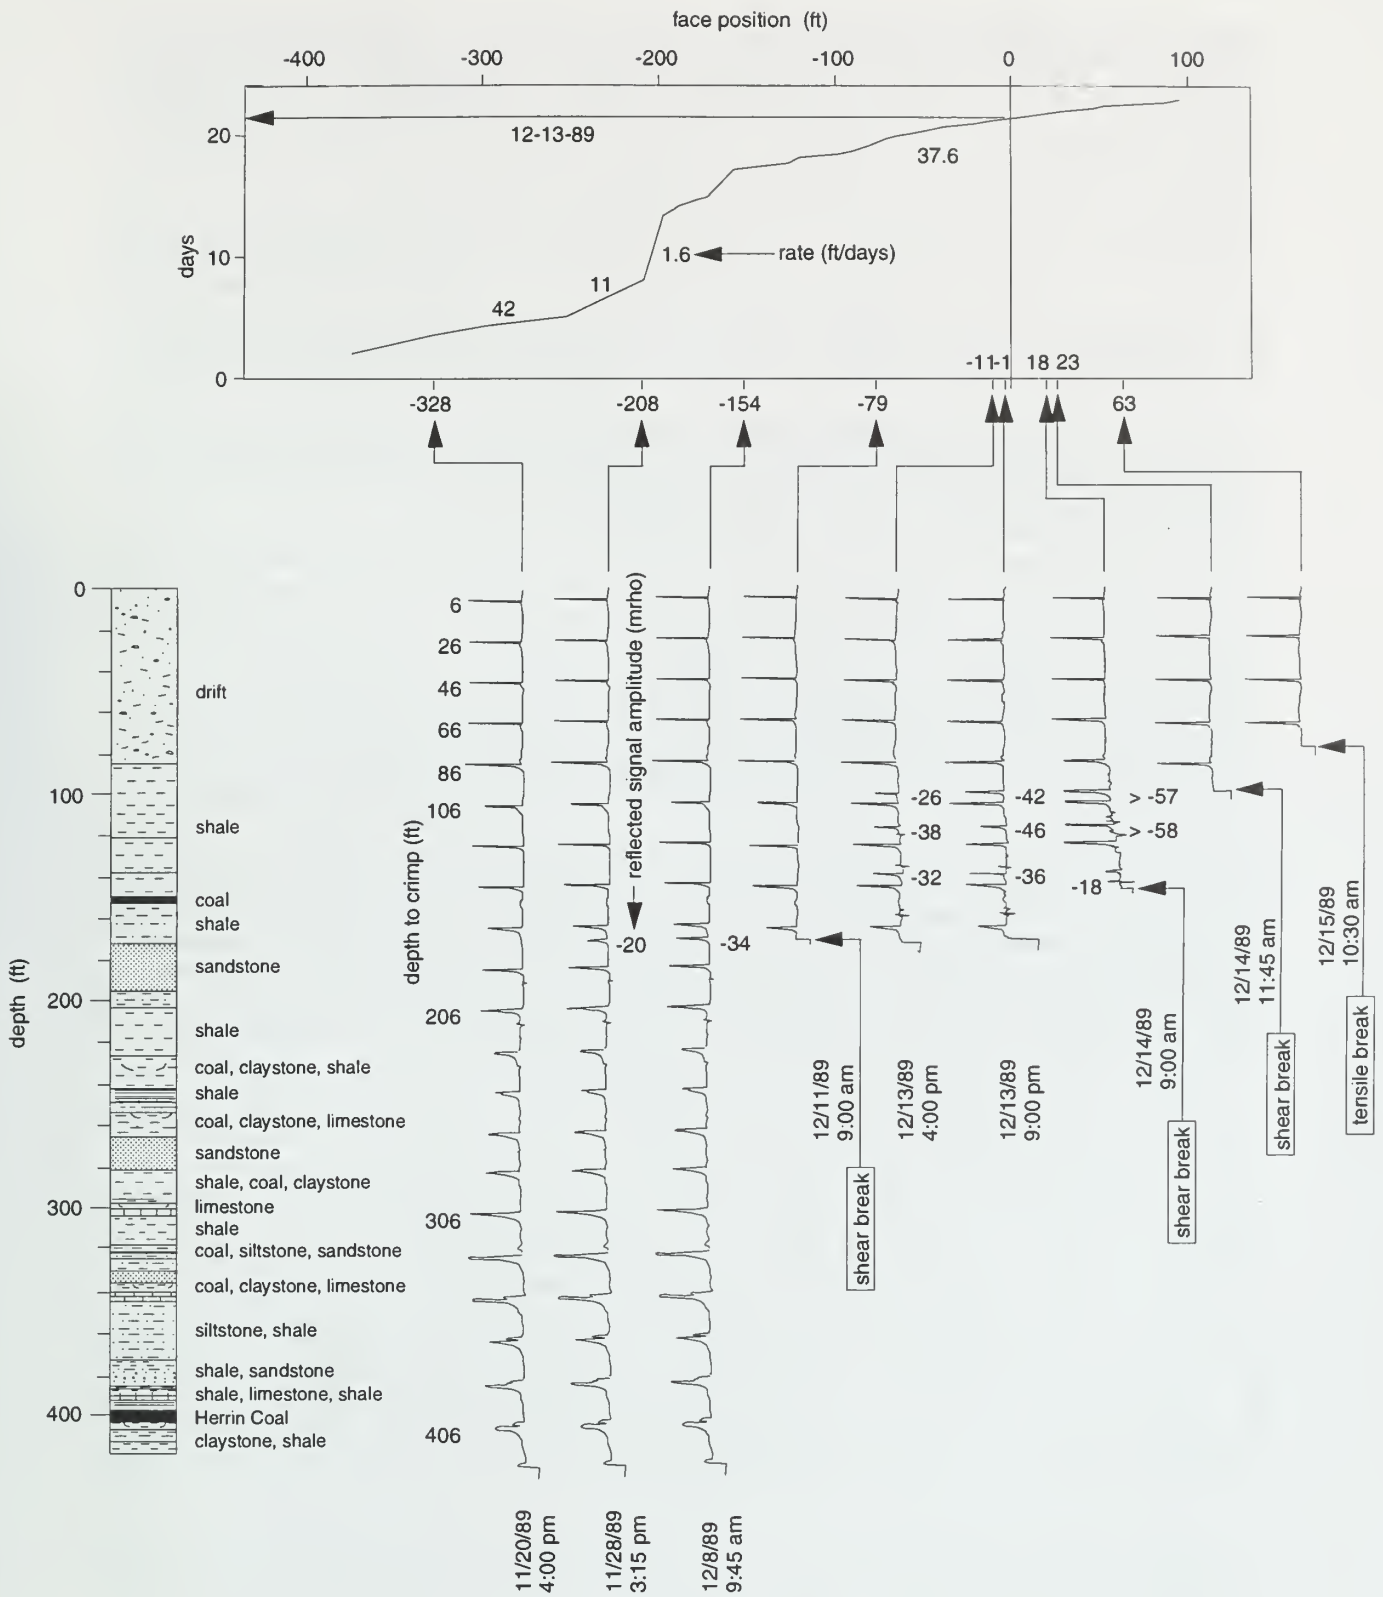 face position (ft)
-400 -300 -200 -100 0 100
12-13-89
20
37.6
days
10
1.6
rate (ft/days)
11
42
0
-11 -1 18 23
-328 -208 -154 -79 63
depth (ft)
0
100
200
300
400
drift
shale
coal
shale
sandstone
shale
coal, claystone, shale
shale
coal, claystone, limestone
sandstone
shale, coal, claystone
limestone
shale
coal, siltstone, sandstone
coal, claystone, limestone
siltstone, shale
shale, sandstone
shale, limestone, shale
Herrin Coal
claystone, shale
depth to crimp (ft)
6
26
46
66
86
106
206
306
406
reflected signal amplitude (mrho)
-20
-34
-26
-38
-32
-42
-46
-36
> -57
> -58
-18
11/20/89
4:00 pm
11/28/89
3:15 pm
12/8/89
9:45 am
12/11/89
9:00 am
shear break
12/13/89
4:00 pm
12/13/89
9:00 pm
12/14/89
9:00 am
shear break
12/14/89
11:45 am
shear break
12/15/89
10:30 am
tensile break